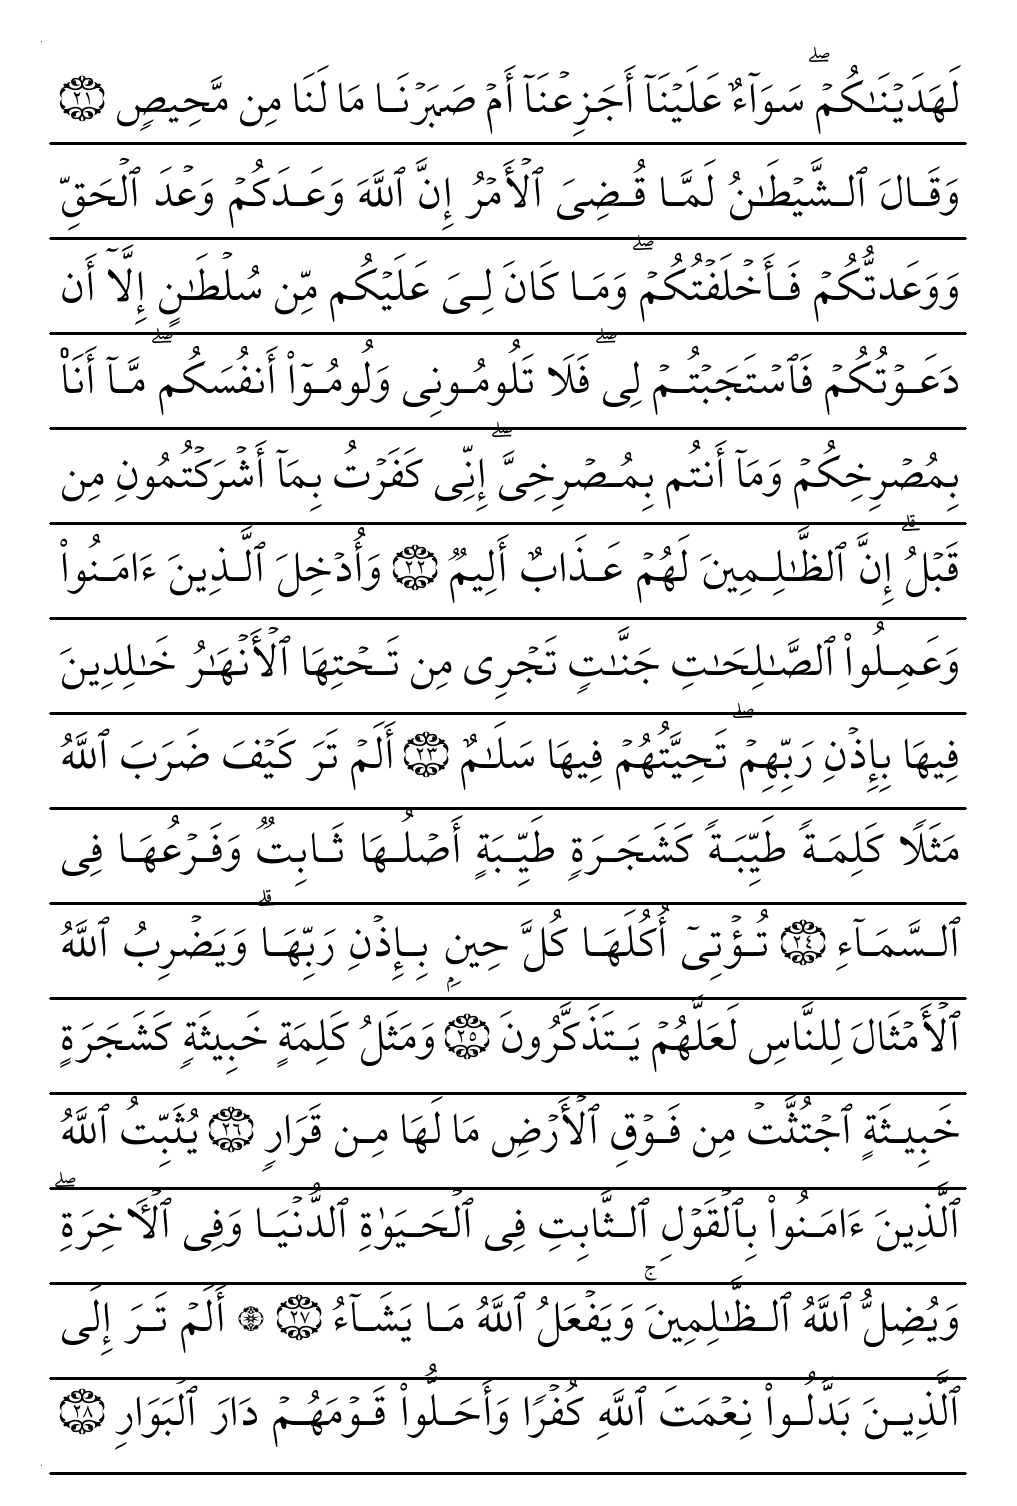 لَهَدَيْنَٰكُمْ ۖ سَوَآءٌ عَلَيْنَآ أَجَزِعْنَآ أَمْ صَبَرْنَا مَا لَنَا مِن مَّحِيصٍ ٢١
وَقَالَ ٱلشَّيْطَٰنُ لَمَّا قُضِىَ ٱلْأَمْرُ إِنَّ ٱللَّهَ وَعَدَكُمْ وَعْدَ ٱلْحَقِّ
وَوَعَدتُّكُمْ فَأَخْلَفْتُكُمْ ۖ وَمَا كَانَ لِىَ عَلَيْكُم مِّن سُلْطَٰنٍ إِلَّآ أَن
دَعَوْتُكُمْ فَٱسْتَجَبْتُمْ لِى ۖ فَلَا تَلُومُونِى وَلُومُوٓا۟ أَنفُسَكُم ۖ مَّآ أَنَا۠
بِمُصْرِخِكُمْ وَمَآ أَنتُم بِمُصْرِخِىَّ ۖ إِنِّى كَفَرْتُ بِمَآ أَشْرَكْتُمُونِ مِن
قَبْلُ ۗ إِنَّ ٱلظَّٰلِمِينَ لَهُمْ عَذَابٌ أَلِيمٌ ٢٢ وَأُدْخِلَ ٱلَّذِينَ ءَامَنُوا۟
وَعَمِلُوا۟ ٱلصَّٰلِحَٰتِ جَنَّٰتٍ تَجْرِى مِن تَحْتِهَا ٱلْأَنْهَٰرُ خَٰلِدِينَ
فِيهَا بِإِذْنِ رَبِّهِمْ ۖ تَحِيَّتُهُمْ فِيهَا سَلَٰمٌ ٢٣ أَلَمْ تَرَ كَيْفَ ضَرَبَ ٱللَّهُ
مَثَلًا كَلِمَةً طَيِّبَةً كَشَجَرَةٍ طَيِّبَةٍ أَصْلُهَا ثَابِتٌ وَفَرْعُهَا فِى
ٱلسَّمَآءِ ٢٤ تُؤْتِىٓ أُكُلَهَا كُلَّ حِينٍۭ بِإِذْنِ رَبِّهَا ۗ وَيَضْرِبُ ٱللَّهُ
ٱلْأَمْثَالَ لِلنَّاسِ لَعَلَّهُمْ يَتَذَكَّرُونَ ٢٥ وَمَثَلُ كَلِمَةٍ خَبِيثَةٍ كَشَجَرَةٍ
خَبِيثَةٍ ٱجْتُثَّتْ مِن فَوْقِ ٱلْأَرْضِ مَا لَهَا مِن قَرَارٍ ٢٦ يُثَبِّتُ ٱللَّهُ
ٱلَّذِينَ ءَامَنُوا۟ بِٱلْقَوْلِ ٱلثَّابِتِ فِى ٱلْحَيَوٰةِ ٱلدُّنْيَا وَفِى ٱلْـَٔاخِرَةِ ۖ
وَيُضِلُّ ٱللَّهُ ٱلظَّٰلِمِينَ ۚ وَيَفْعَلُ ٱللَّهُ مَا يَشَآءُ ٢٧ ۞ أَلَمْ تَرَ إِلَى
ٱلَّذِينَ بَدَّلُوا۟ نِعْمَتَ ٱللَّهِ كُفْرًا وَأَحَلُّوا۟ قَوْمَهُمْ دَارَ ٱلْبَوَارِ ٢٨